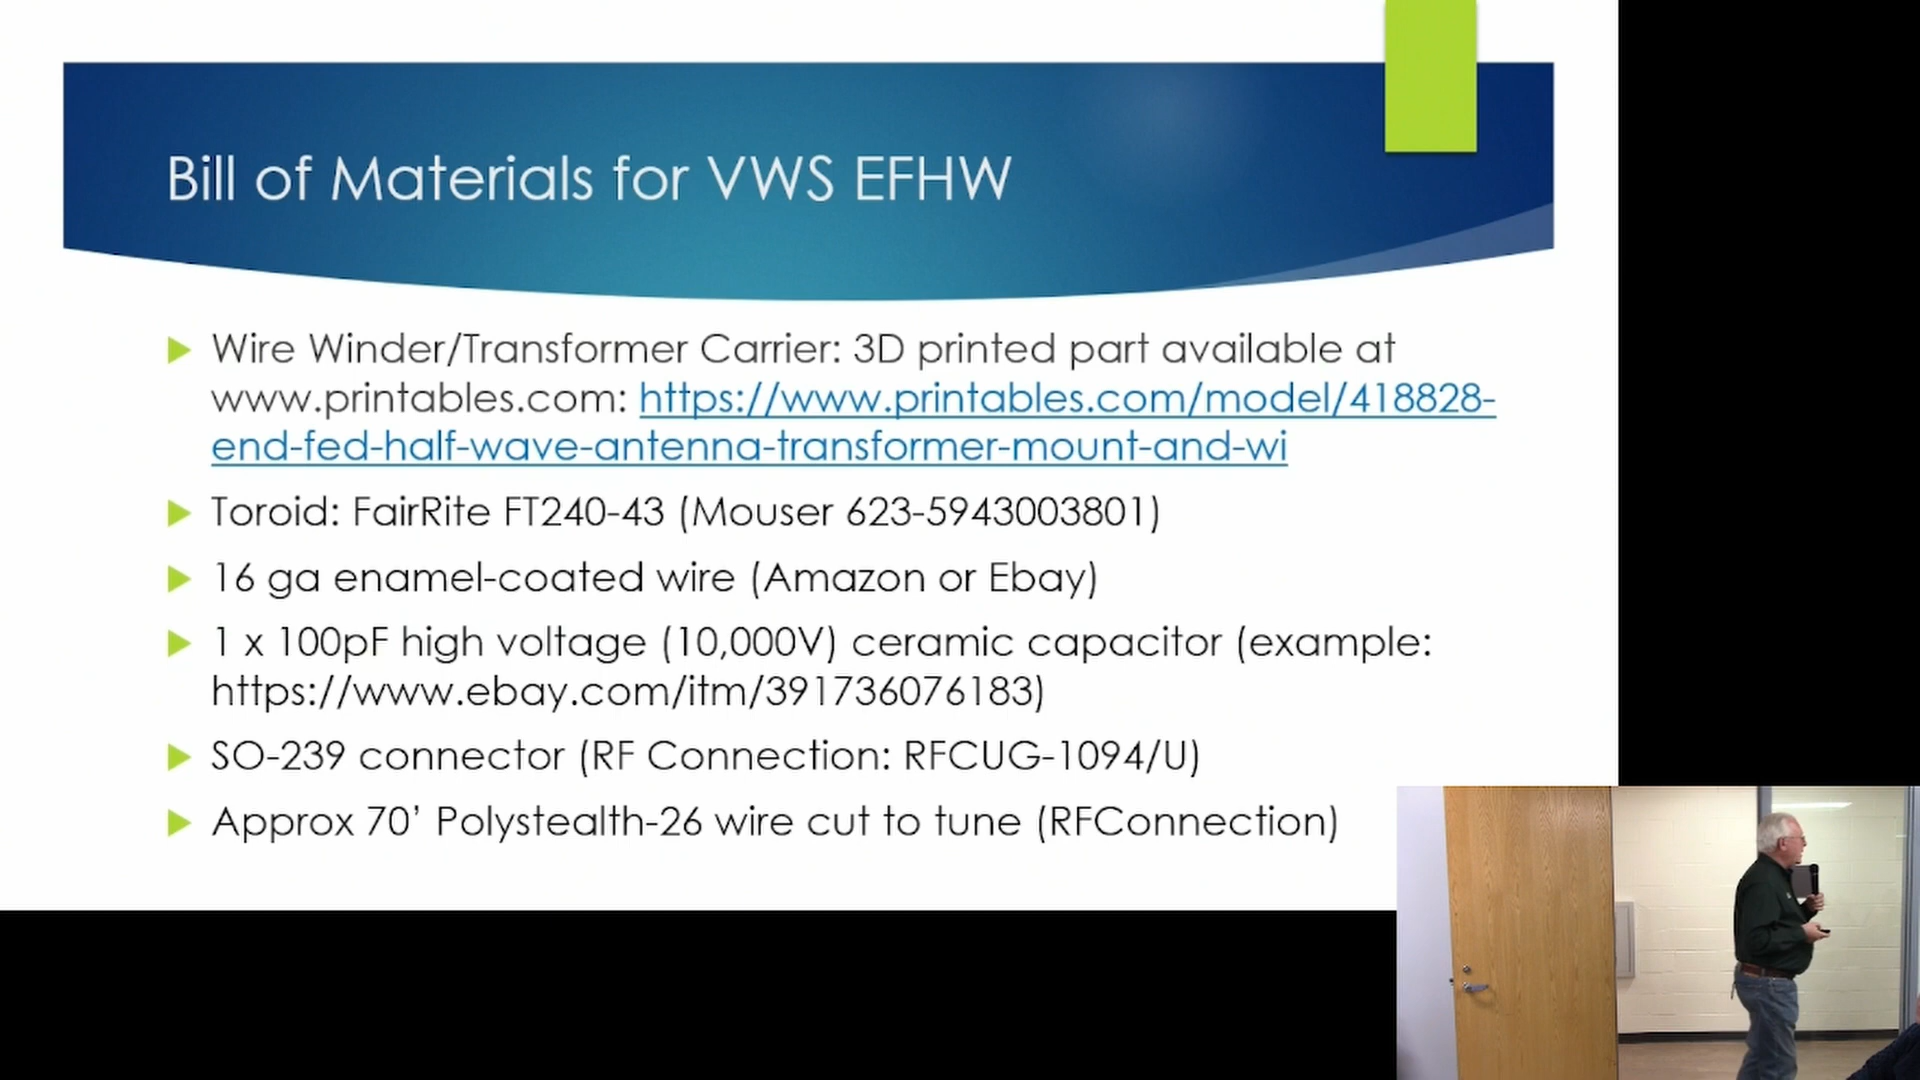 Bill of Materials for VWS EFHW
Wire Winder/Transformer Carrier: 3D printed part available at
www.printables.com: https://www.printables.com/model/418828-
end-fed-half-wave-antenna-transformer-mount-and-wi
Toroid: FairRite FT240-43 (Mouser 623-5943003801)
16 ga enamel-coated wire (Amazon or Ebay)
1 x 100pF high voltage (10,000V) ceramic capacitor (example:
https://www.ebay.com/itm/391736076183)
SO-239 connector (RF Connection: RFCUG-1094/U)
Approx 70’ Polystealth-26 wire cut to tune (RFConnection)